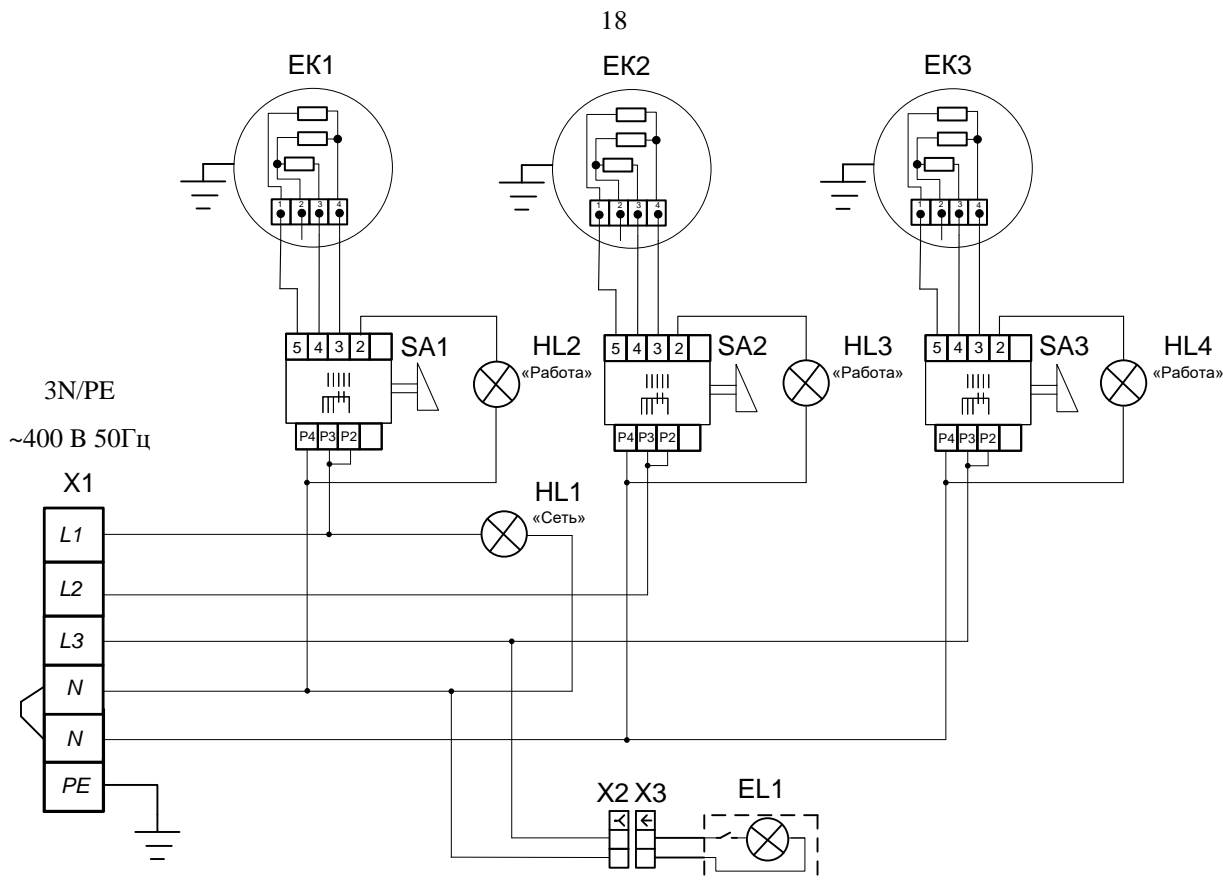 18
EK1 EK2 EK3
1 2 3 4 1 2 3 4 1 2 3 4
5 4 3 2 SA1 HL2 5 4 3 2 SA2 HL3 5 4 3 2 SA3 HL4
«Работа» «Работа» «Работа»
3N/PE
~400 В 50Гц
P4 P3 P2 P4 P3 P2 P4 P3 P2
X1
HL1
«Сеть»
L1
L2
L3
N
N
PE
X2 X3 EL1